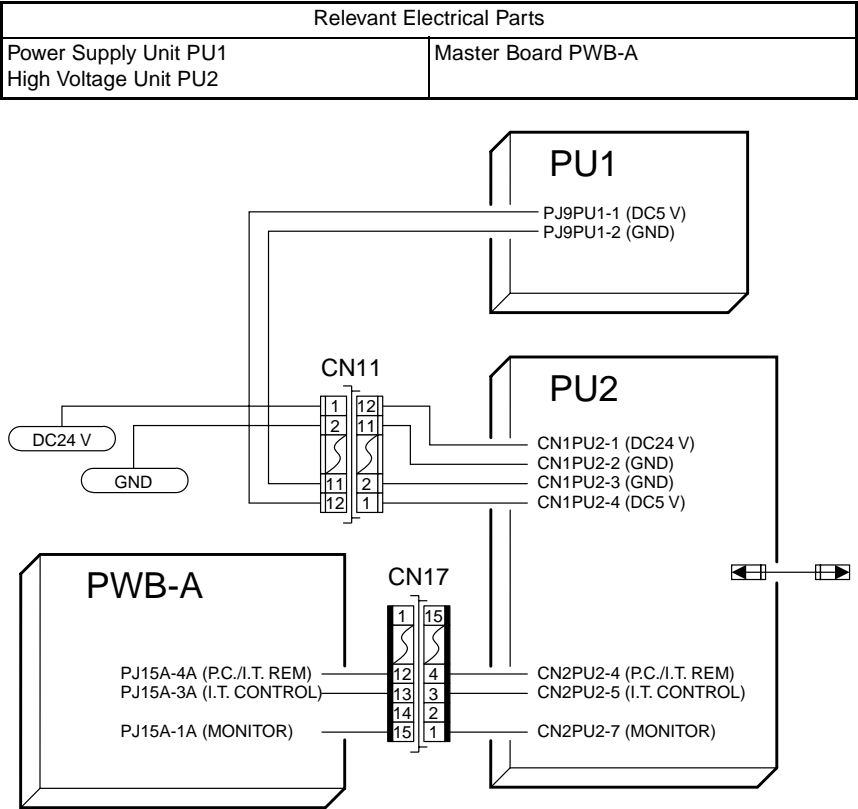 Relevant Electrical Parts
Power Supply Unit PU1
High Voltage Unit PU2
Master Board PWB-A
PU1
PJ9PU1-1 (DC5 V)
PJ9PU1-2 (GND)
CN11
1 12
2 11
11 2
12 1
DC24 V
GND
PU2
CN1PU2-1 (DC24 V)
CN1PU2-2 (GND)
CN1PU2-3 (GND)
CN1PU2-4 (DC5 V)
PWB-A
PJ15A-4A (P.C./I.T. REM)
PJ15A-3A (I.T. CONTROL)
PJ15A-1A (MONITOR)
CN17
1 15
12 4
13 3
14 2
15 1
CN2PU2-4 (P.C./I.T. REM)
CN2PU2-5 (I.T. CONTROL)
CN2PU2-7 (MONITOR)